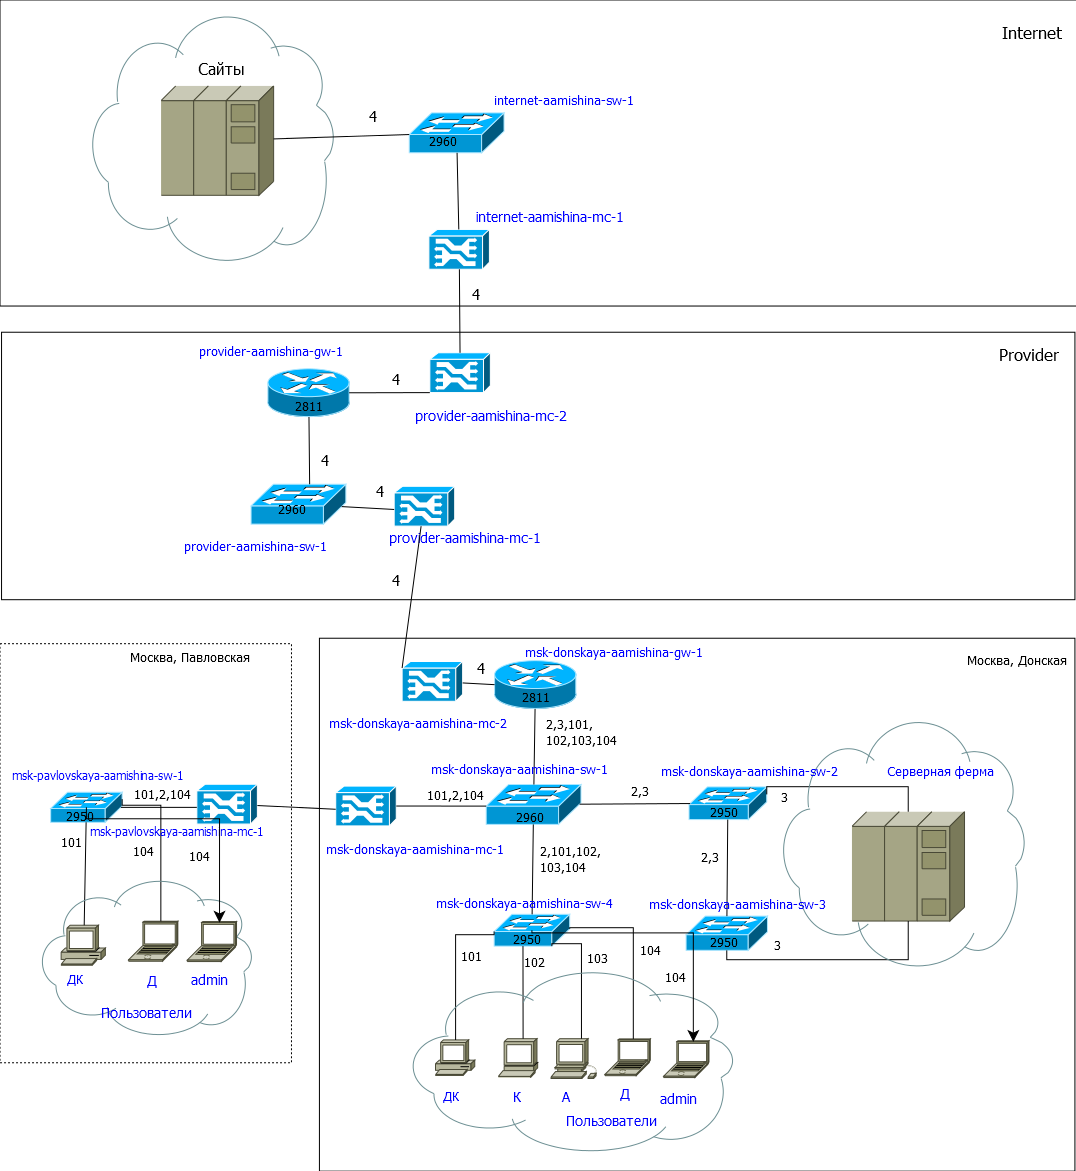 Internet
Сайты
4
internet-aamishina-sw-1
2960
internet-aamishina-mc-1
4
Provider
provider-aamishina-gw-1
4
2811
provider-aamishina-mc-2
4
4
2960
provider-aamishina-mc-1
provider-aamishina-sw-1
4
Москва, Павловская
Москва, Донская
msk-donskaya-aamishina-gw-1
4
2811
msk-donskaya-aamishina-mc-2
2,3,101,
102,103,104
msk-pavlovskaya-aamishina-sw-1
101,2,104
2950
msk-pavlovskaya-aamishina-mc-1
101
104
104
ДК
Д
admin
Пользователи
msk-donskaya-aamishina-sw-1
101,2,104
2960
msk-donskaya-aamishina-mc-1
2,3
msk-donskaya-aamishina-sw-2
2950
3
Серверная ферма
2,101,102,
103,104
2,3
msk-donskaya-aamishina-sw-4
2950
msk-donskaya-aamishina-sw-3
2950
3
101
102
103
104
104
ДК
К
А
Д
admin
Пользователи